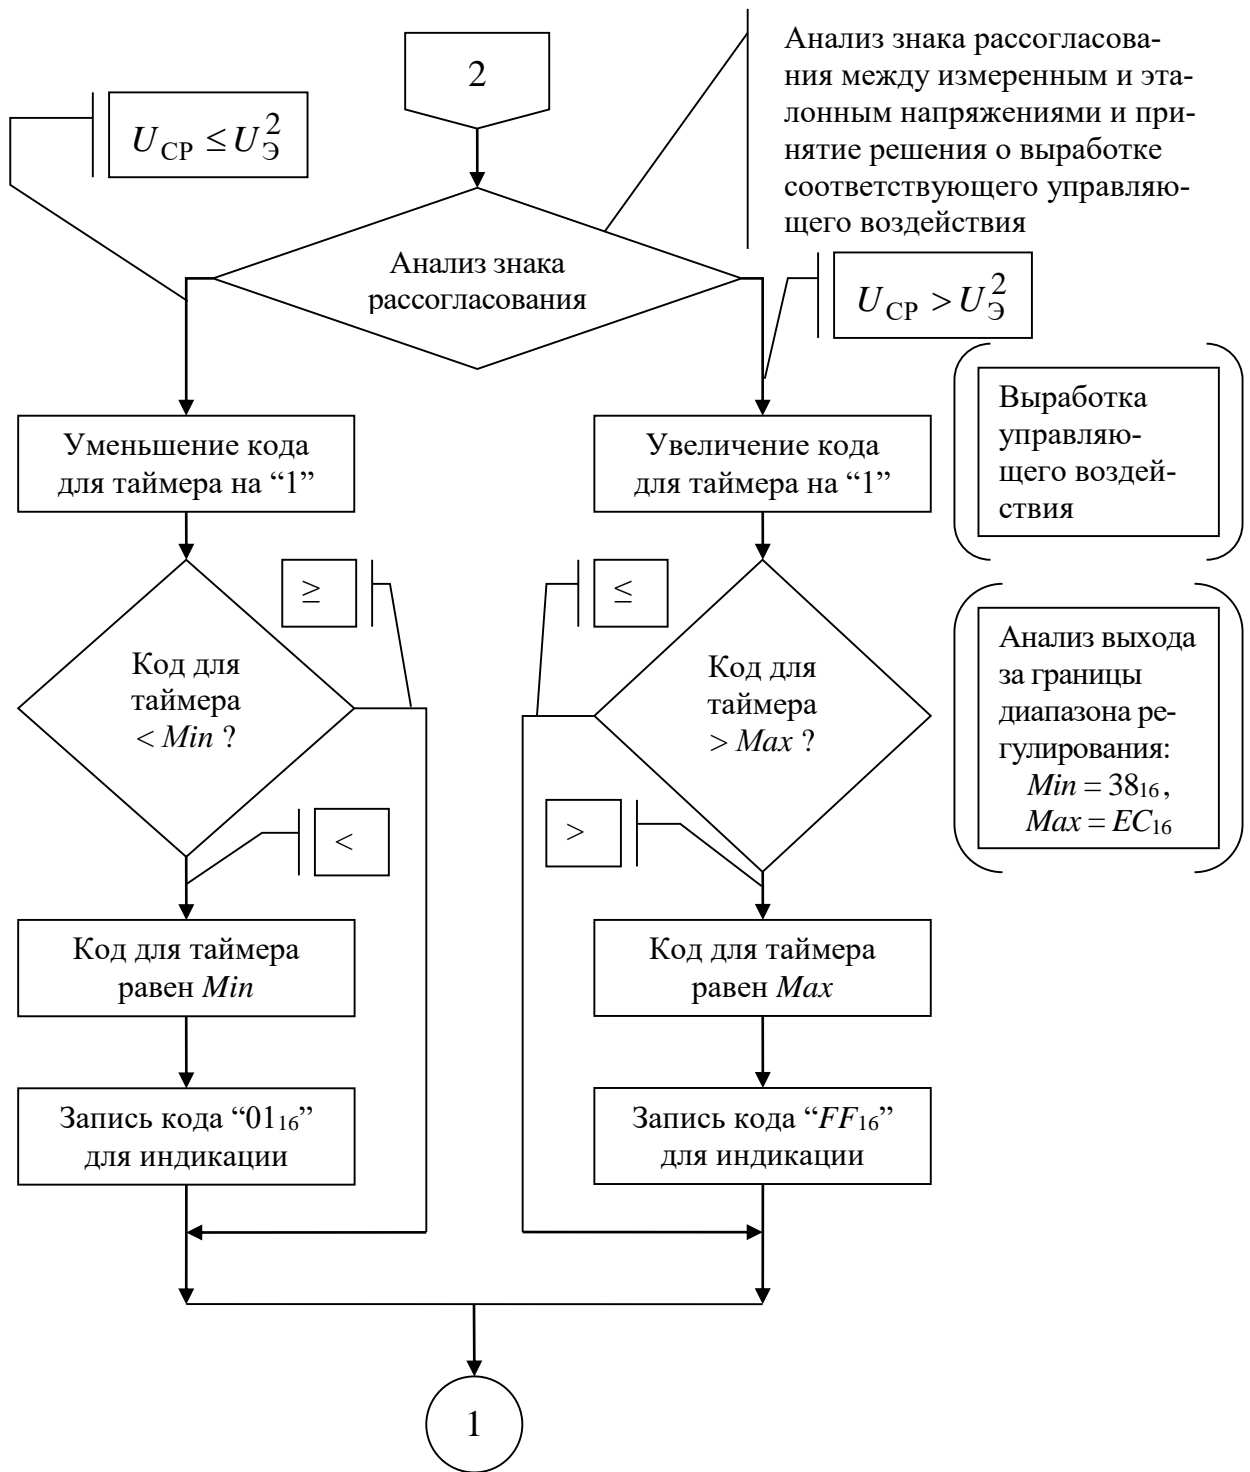 2
Анализ знака рассогласова-
ния между измеренным и эта-
лонным напряжениями и при-
нятие решения о выработке
соответствующего управляю-
щего воздействия
U_СР ≤ U_Э^2
Анализ знака
рассогласования
U_СР > U_Э^2
Уменьшение кода
для таймера на “1”
Увеличение кода
для таймера на “1”
Выработка
управляю-
щего воздей-
ствия
≥
≤
Код для
таймера
< Min ?
Код для
таймера
> Max ?
Анализ выхода
за границы
диапазона ре-
гулирования:
Min = 38₁₆,
Max = EC₁₆
<
>
Код для таймера
равен Min
Код для таймера
равен Max
Запись кода “01₁₆”
для индикации
Запись кода “FF₁₆”
для индикации
1